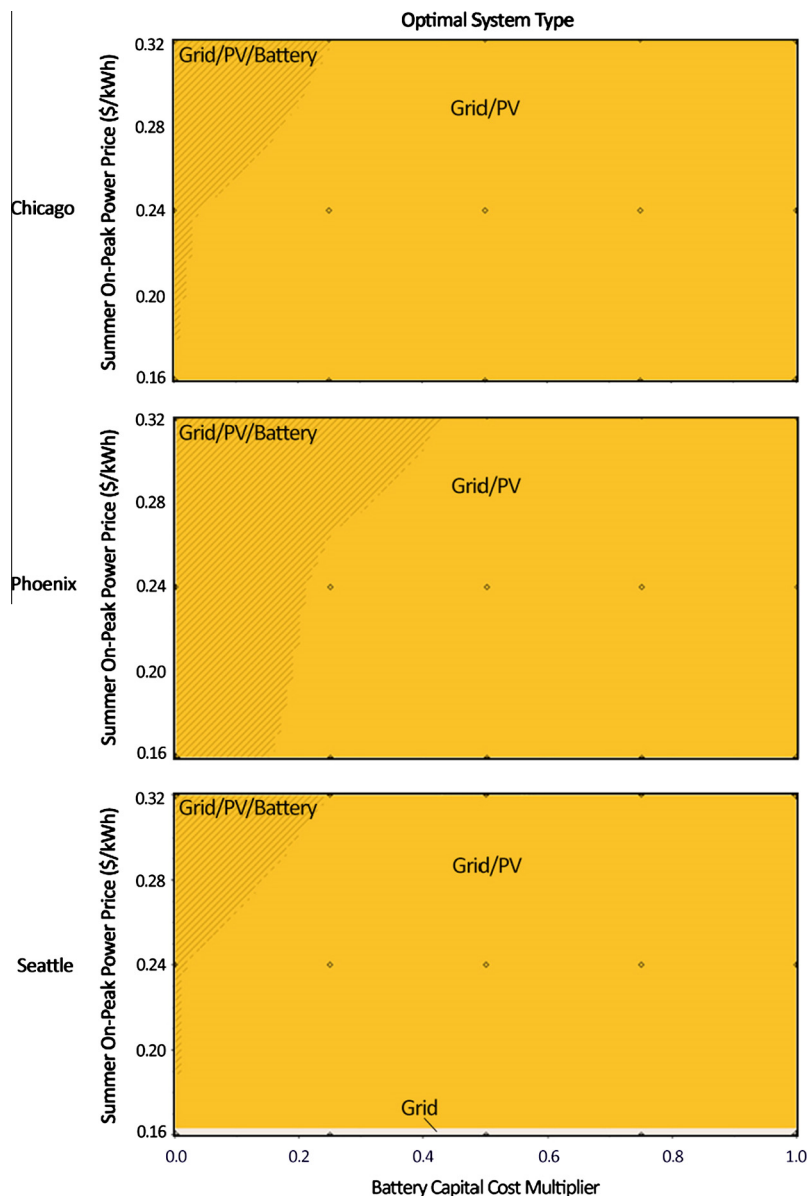 Optimal System Type
Chicago
Summer On-Peak Power Price ($/kWh)
0.32
0.28
0.24
0.20
0.16
Grid/PV/Battery
Grid/PV
Phoenix
Summer On-Peak Power Price ($/kWh)
0.32
0.28
0.24
0.20
0.16
Grid/PV/Battery
Grid/PV
Seattle
Summer On-Peak Power Price ($/kWh)
0.32
0.28
0.24
0.20
0.16
Grid/PV/Battery
Grid/PV
Grid
0.0 0.2 0.4 0.6 0.8 1.0
Battery Capital Cost Multiplier